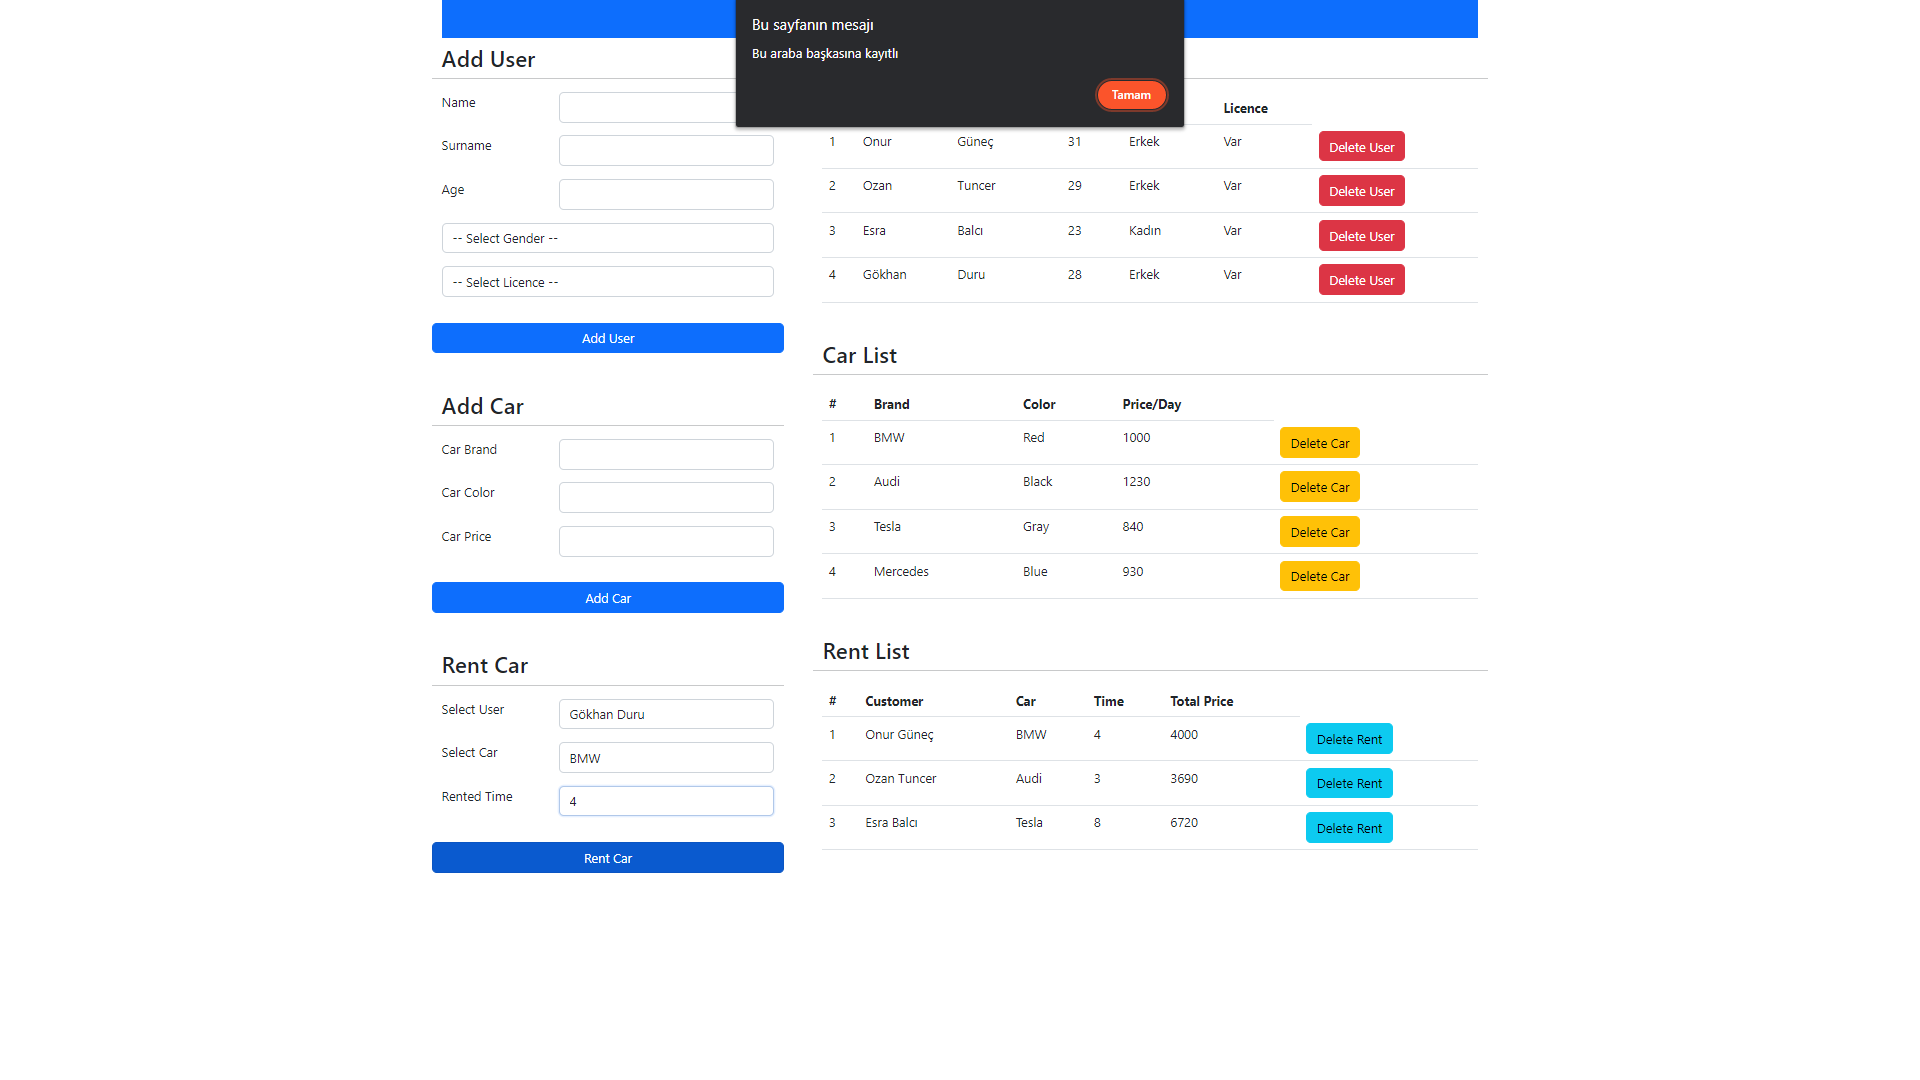 Bu sayfanın mesajı
Bu araba başkasına kayıtlı
Tamam
Add User
Name
Surname
Age
-- Select Gender --
-- Select Licence --
Add User
Add Car
Car Brand
Car Color
Car Price
Add Car
Rent Car
Select User Gökhan Duru
Select Car BMW
Rented Time 4
Rent Car
Licence
1 Onur Güneç 31 Erkek Var Delete User
2 Ozan Tuncer 29 Erkek Var Delete User
3 Esra Balcı 23 Kadın Var Delete User
4 Gökhan Duru 28 Erkek Var Delete User
Car List
# Brand Color Price/Day
1 BMW Red 1000 Delete Car
2 Audi Black 1230 Delete Car
3 Tesla Gray 840 Delete Car
4 Mercedes Blue 930 Delete Car
Rent List
# Customer Car Time Total Price
1 Onur Güneç BMW 4 4000 Delete Rent
2 Ozan Tuncer Audi 3 3690 Delete Rent
3 Esra Balcı Tesla 8 6720 Delete Rent